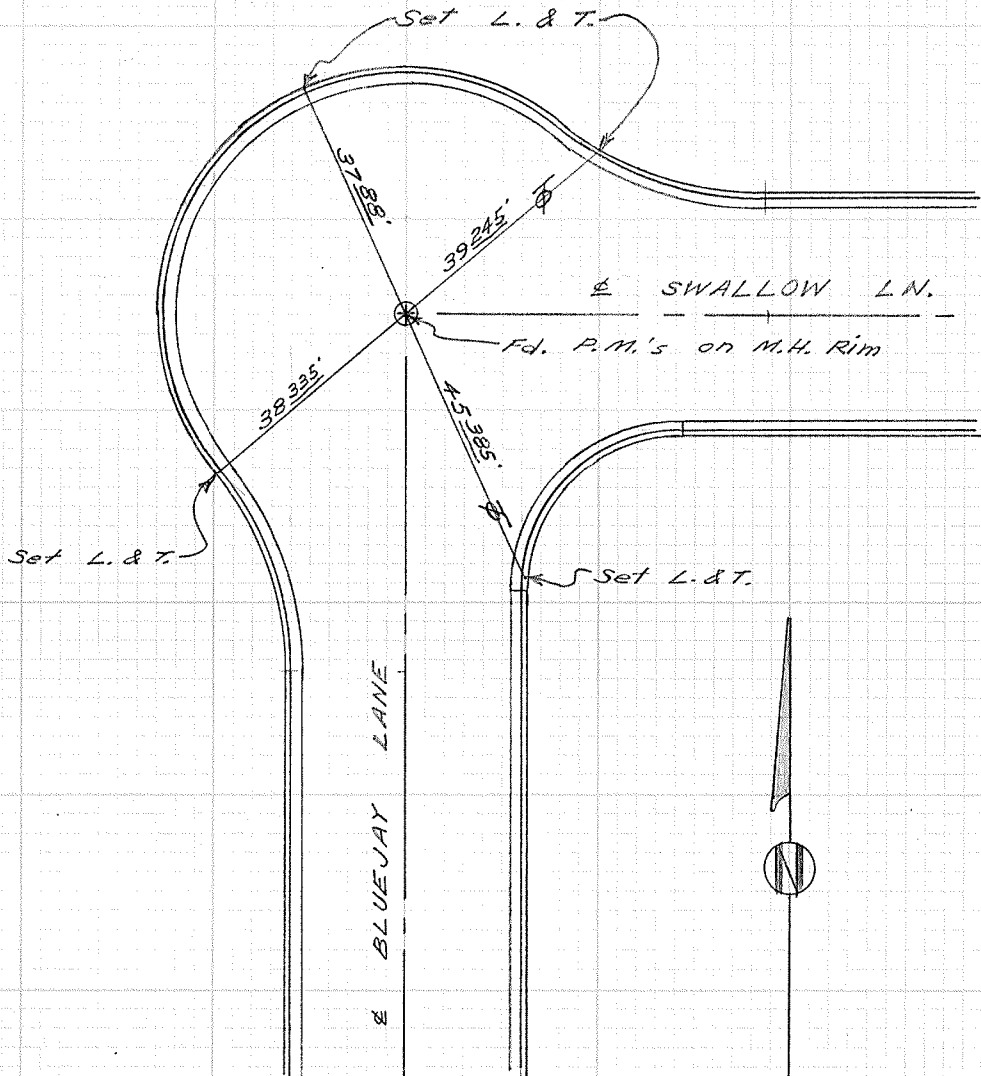 Set L. & T.
37 88'
39 245'
℄ SWALLOW LN.
Fd. P.M.'s on M.H. Rim
38 335'
45 385'
Set L. & T.
Set L. & T.
℄ BLUEJAY LANE
N